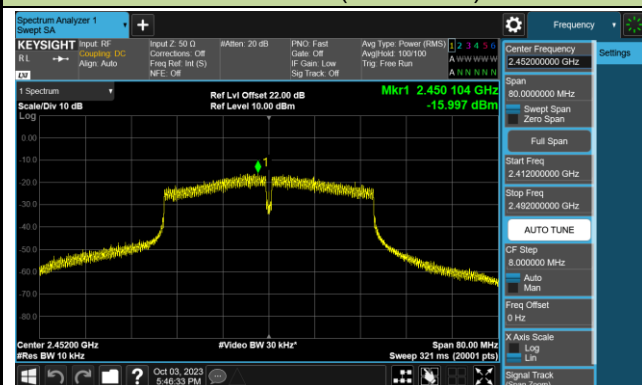 Spectrum Analyzer 1
Swept SA
Frequency
KEYSIGHT
RL
LNI
Input: RF
Coupling: DC
Align: Auto
Input Z: 50 Ω
Corrections: Off
Freq Ref: Int (S)
NFE: Off
#Atten: 20 dB
PNO: Fast
Gate: Off
IF Gain: Low
Sig Track: Off
Avg Type: Power (RMS)
Avg|Hold: 100/100
Trig: Free Run
1 2 3 4 5 6
A W W W W W
A N N N N N
Center Frequency
2.452000000 GHz
Settings
Span
80.0000000 MHz
Swept Span
Zero Span
Full Span
Start Freq
2.412000000 GHz
Stop Freq
2.492000000 GHz
AUTO TUNE
CF Step
8.000000 MHz
Auto
Man
Freq Offset
0 Hz
X Axis Scale
Log
Lin
Signal Track
(Span Zoom)
1 Spectrum
Scale/Div 10 dB
Log
Ref Lvl Offset 22.00 dB
Ref Level 10.00 dBm
Mkr1 2.450 104 GHz
-15.997 dBm
1
0.00
-10.0
-20.0
-30.0
-40.0
-50.0
-60.0
-70.0
-80.0
Center 2.45200 GHz
#Res BW 10 kHz
#Video BW 30 kHz*
Span 80.00 MHz
Sweep 321 ms (20001 pts)
?
Oct 03, 2023
5:46:33 PM